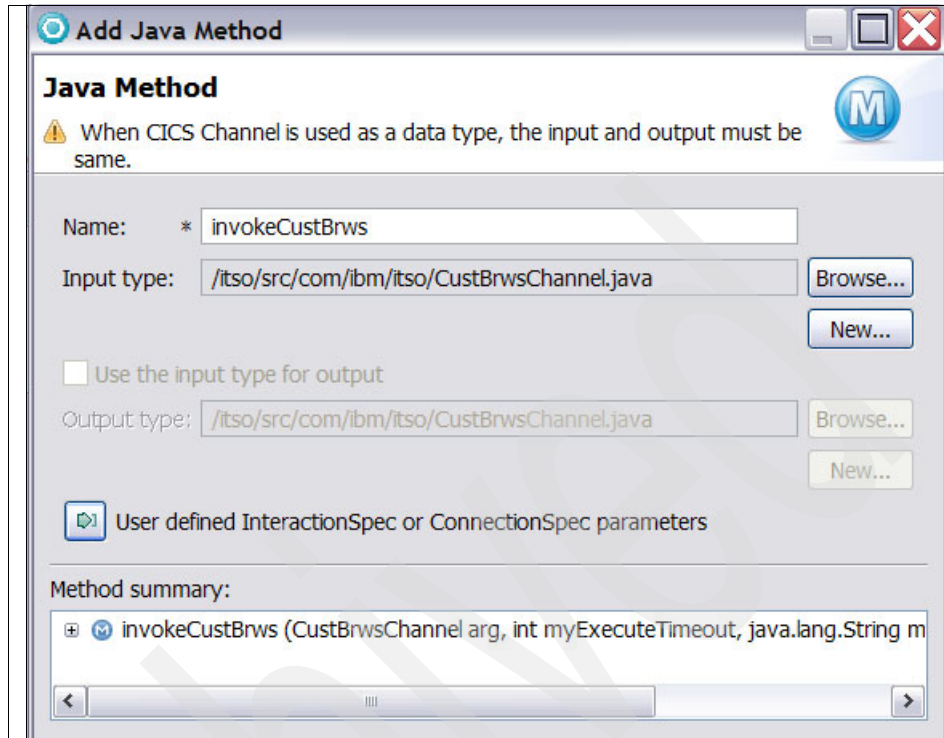 Add Java Method
Java Method
When CICS Channel is used as a data type, the input and output must be
same.
Name: * invokeCustBrws
Input type: /itso/src/com/ibm/itso/CustBrwsChannel.java Browse...
New...
Use the input type for output
Output type: /itso/src/com/ibm/itso/CustBrwsChannel.java Browse...
New...
User defined InteractionSpec or ConnectionSpec parameters
Method summary:
invokeCustBrws (CustBrwsChannel arg, int myExecuteTimeout, java.lang.String m